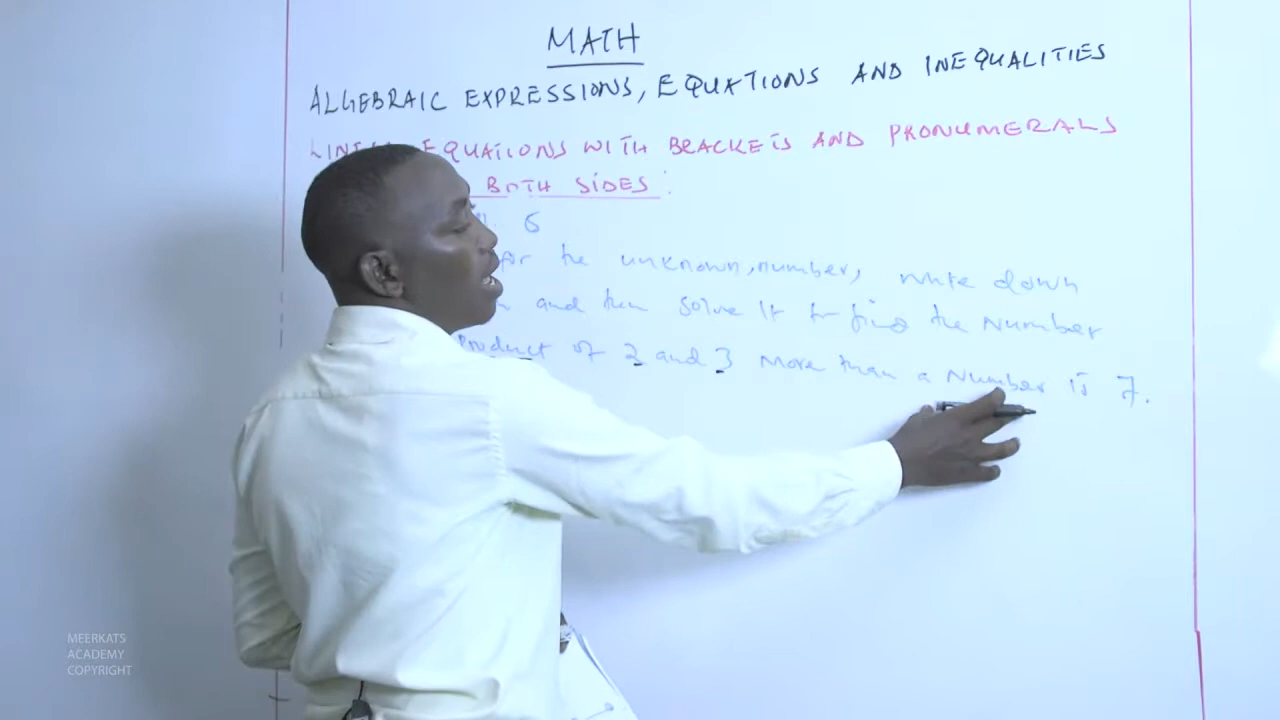 MATH
ALGEBRAIC EXPRESSIONS, EQUATIONS AND INEQUALITIES
EQUATIONS WITH BRACKETS AND PRONUMERALS
BOTH SIDES:
6
for the unknown, number, write down
and then solve it to find the Number
Product of 2 and 3 more than a Number is 7.
MEERKATS
ACADEMY
COPYRIGHT